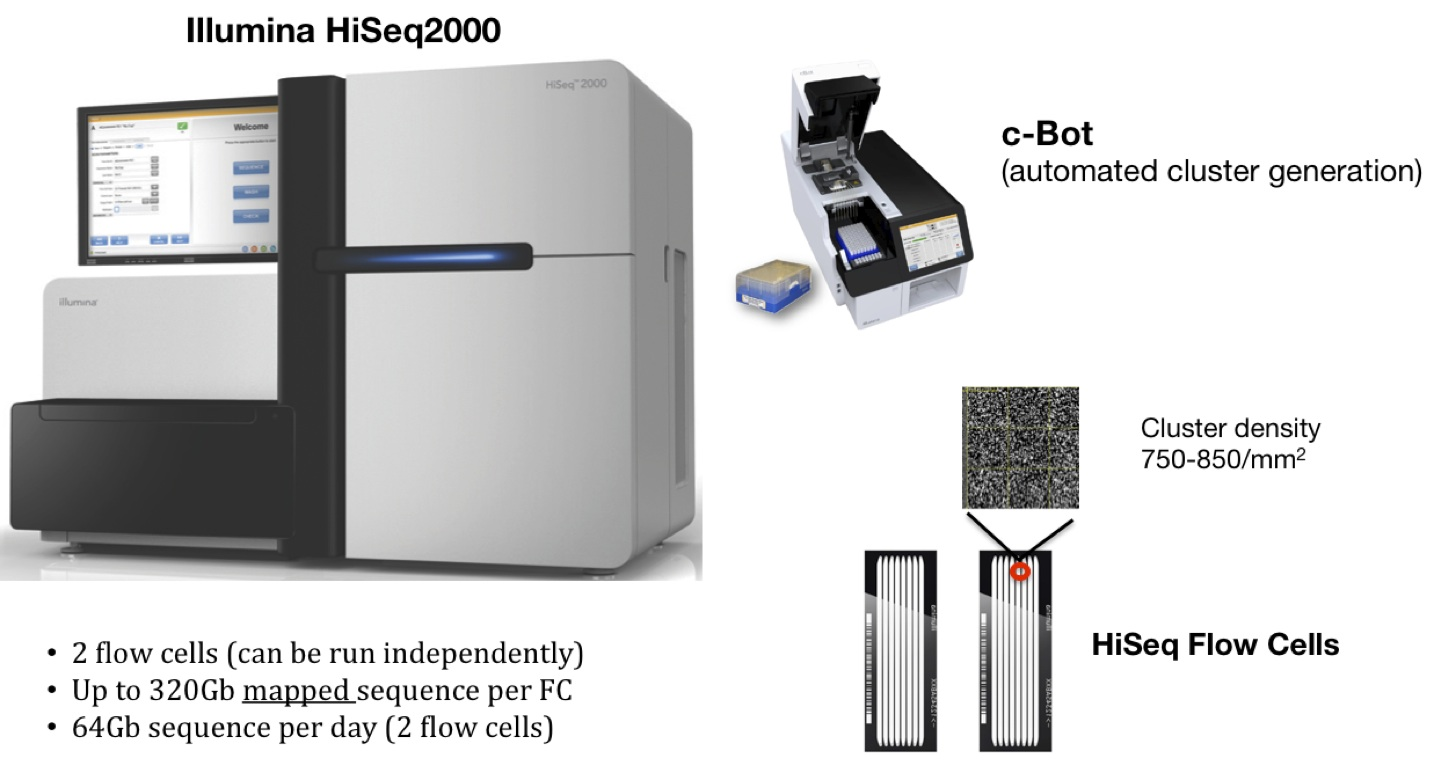 Illumina HiSeq2000
HiSeq™ 2000
Welcome
SEQUENCE
illumina
c-Bot
(automated cluster generation)
Cluster density
750-850/mm²
HiSeq Flow Cells
• 2 flow cells (can be run independently)
• Up to 320Gb mapped sequence per FC
• 64Gb sequence per day (2 flow cells)